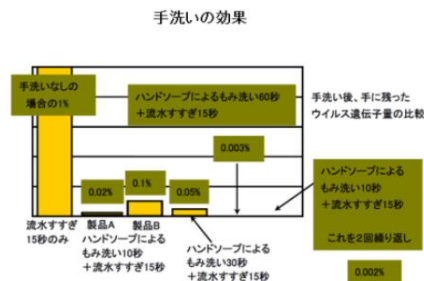 手洗いの効果
手洗いなしの
場合の1%
ハンドソープによるもみ洗い60秒
+流水すすぎ15秒
手洗い後、手に残った
ウイルス遺伝子量の比較
0.003%
0.02%
0.1%
0.05%
ハンドソープによる
もみ洗い10秒
+流水すすぎ15秒
これを2回繰り返し
流水すすぎ
15秒のみ
製品A 製品B
ハンドソープによる
もみ洗い10秒
+流水すすぎ15秒
ハンドソープによる
もみ洗い30秒
+流水すすぎ15秒
0.002%